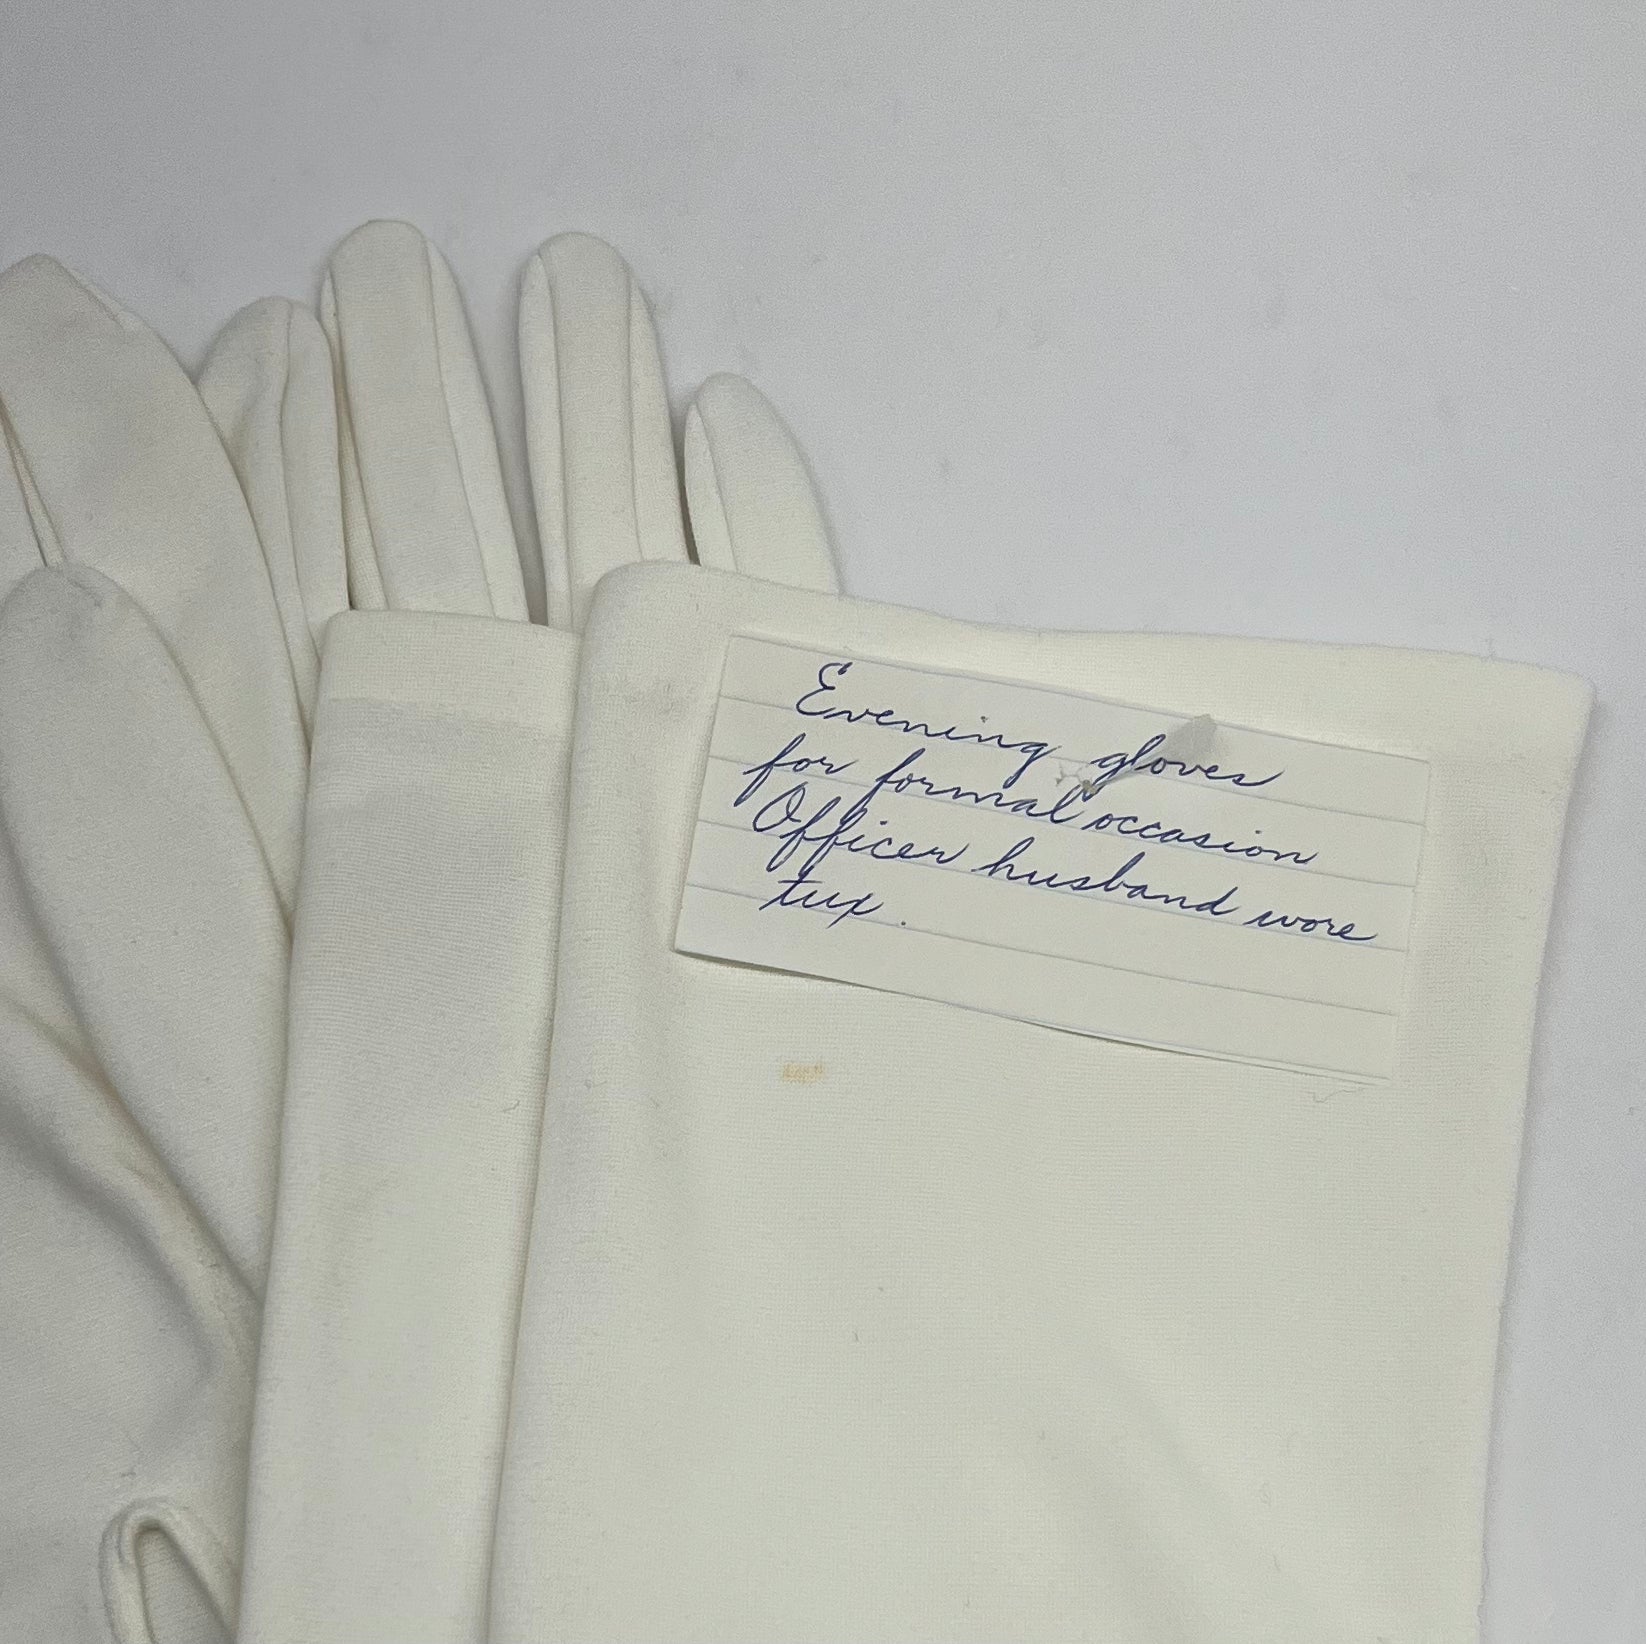 Evening gloves
for formal occasion
Officer husband wore
tux.